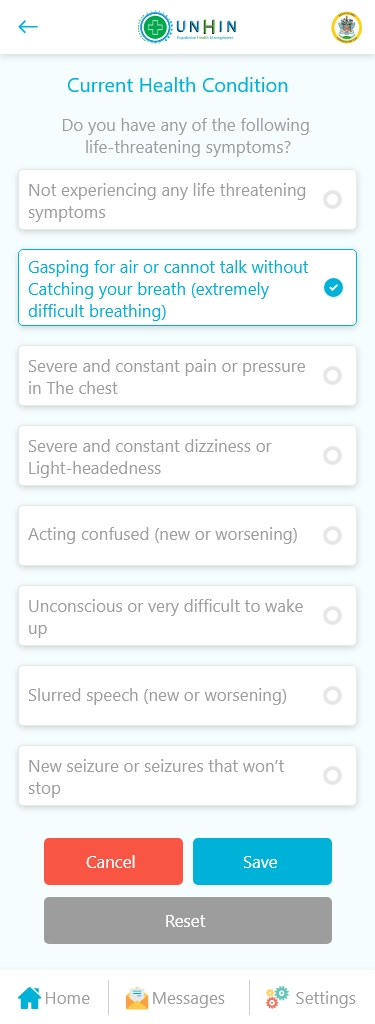 UNHIN
Population Health Management
Current Health Condition
Do you have any of the following
life-threatening symptoms?
Not experiencing any life threatening
symptoms
Gasping for air or cannot talk without
Catching your breath (extremely
difficult breathing)
Severe and constant pain or pressure
in The chest
Severe and constant dizziness or
Light-headedness
Acting confused (new or worsening)
Unconscious or very difficult to wake
up
Slurred speech (new or worsening)
New seizure or seizures that won't
stop
Cancel
Save
Reset
Home
Messages
Settings